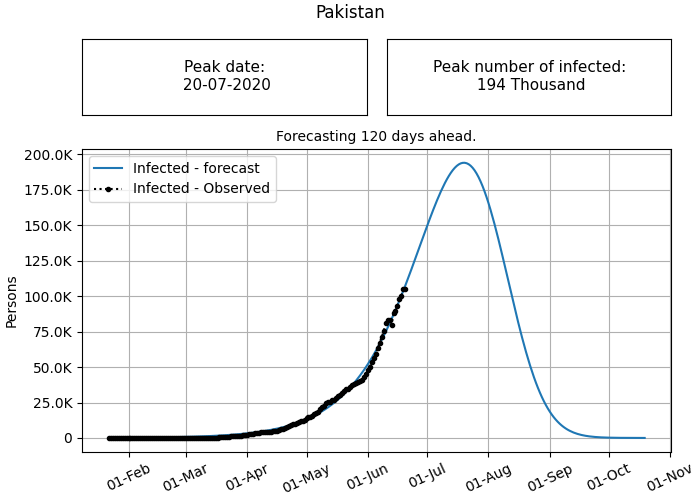 Pakistan
Peak date:
20-07-2020
Peak number of infected:
194 Thousand
Forecasting 120 days ahead.
Infected - forecast
Infected - Observed
200.0K
175.0K
150.0K
125.0K
100.0K
75.0K
50.0K
25.0K
0
Persons
01-Feb
01-Mar
01-Apr
01-May
01-Jun
01-Jul
01-Aug
01-Sep
01-Oct
01-Nov